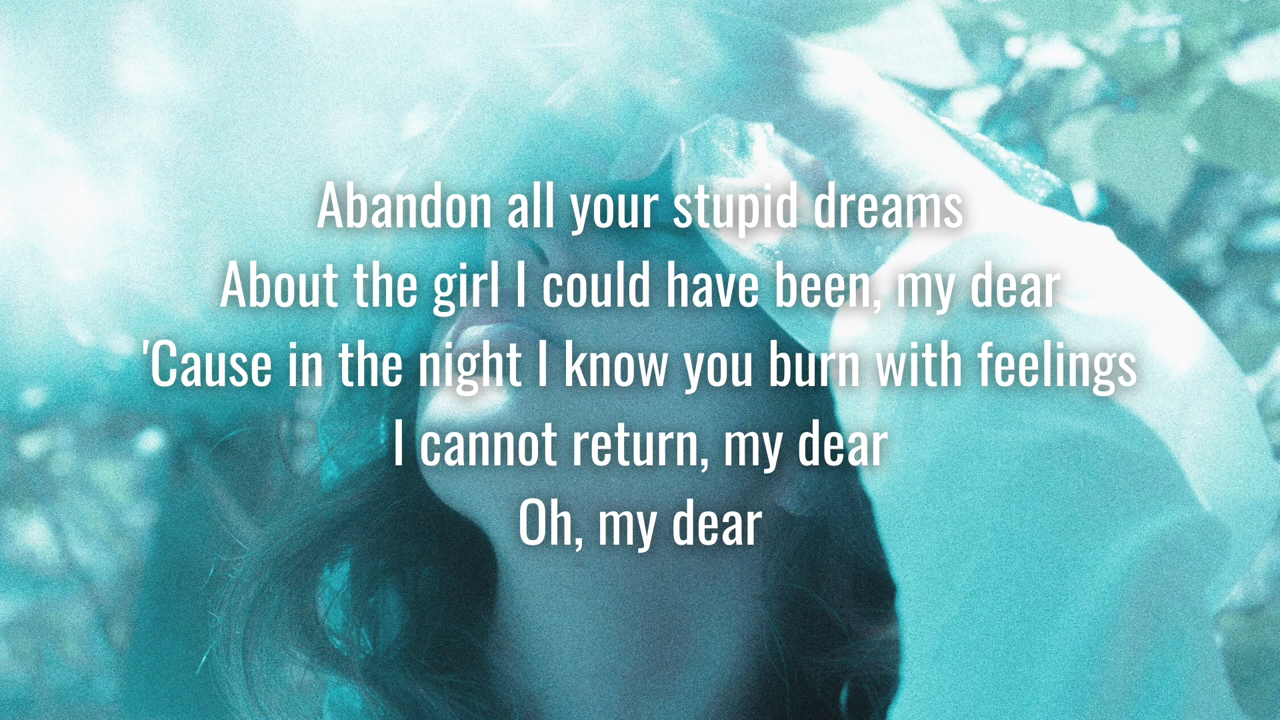 Abandon all your stupid dreams
About the girl I could have been, my dear
'Cause in the night I know you burn with feelings
I cannot return, my dear
Oh, my dear